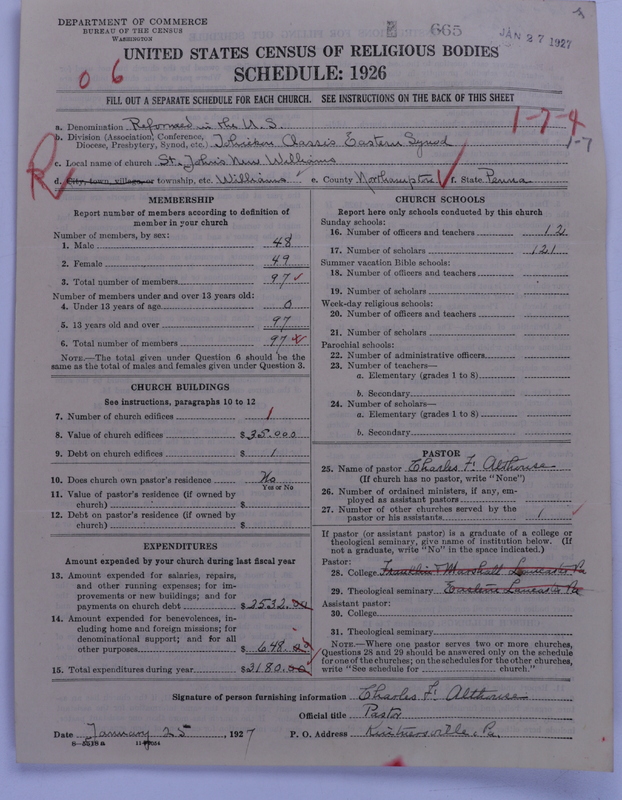 DEPARTMENT OF COMMERCE
BUREAU OF THE CENSUS
WASHINGTON
665
JAN 27 1927
UNITED STATES CENSUS OF RELIGIOUS BODIES
SCHEDULE: 1926
0 6
FILL OUT A SEPARATE SCHEDULE FOR EACH CHURCH. SEE INSTRUCTIONS ON THE BACK OF THIS SHEET
1-7-4
a. Denomination Reformed in the U.S.
b. Division (Association, Conference,
Diocese, Presbytery, Synod, etc.) Tohickon Classis Eastern Synod 1-7
c. Local name of church St. John's New Williams
R
d. City, town, village, or township, etc. Williams e. County Northampton f. State Penna
MEMBERSHIP
Report number of members according to definition of
member in your church
Number of members, by sex:
1. Male 48
2. Female 49
3. Total number of members 97
Number of members under and over 13 years old:
4. Under 13 years of age 0
5. 13 years old and over 97
6. Total number of members 97
NOTE.—The total given under Question 6 should be the
same as the total of males and females given under Question 3.
CHURCH BUILDINGS
See instructions, paragraphs 10 to 12
7. Number of church edifices 1
8. Value of church edifices $35.000
9. Debt on church edifices $ 1
10. Does church own pastor's residence No
Yes or No
11. Value of pastor's residence (if owned by
church) $
12. Debt on pastor's residence (if owned by
church) $
EXPENDITURES
Amount expended by your church during last fiscal year
13. Amount expended for salaries, repairs,
and other running expenses; for im-
provements or new buildings; and for
payments on church debt $2532.00
14. Amount expended for benevolences, in-
cluding home and foreign missions; for
denominational support; and for all
other purposes $ 648.00
15. Total expenditures during year $3180.00
CHURCH SCHOOLS
Report here only schools conducted by this church
Sunday schools:
16. Number of officers and teachers 12
17. Number of scholars 121
Summer vacation Bible schools:
18. Number of officers and teachers
19. Number of scholars
Week-day religious schools:
20. Number of officers and teachers
21. Number of scholars
Parochial schools:
22. Number of administrative officers
23. Number of teachers—
a. Elementary (grades 1 to 8)
b. Secondary
24. Number of scholars—
a. Elementary (grades 1 to 8)
b. Secondary
PASTOR
25. Name of pastor Charles F. Althouse
(If church has no pastor, write "None")
26. Number of ordained ministers, if any, em-
ployed as assistant pastors
27. Number of other churches served by the
pastor or his assistants 1
If pastor (or assistant pastor) is a graduate of a college or
theological seminary, give name of institution below. (If
not a graduate, write "No" in the space indicated.)
Pastor:
28. College Franklin & Marshall Lancaster Pa
29. Theological seminary Eastern Lancaster Pa
Assistant pastor:
30. College
31. Theological seminary
NOTE.—Where one pastor serves two or more churches,
Questions 28 and 29 should be answered only on the schedule
for one of the churches; on the schedules for the other churches,
write "See schedule for church."
Signature of person furnishing information Charles F. Althouse
Official title Pastor
Date January 25, 1927 P. O. Address Kintnersville, Pa.
8—5518a